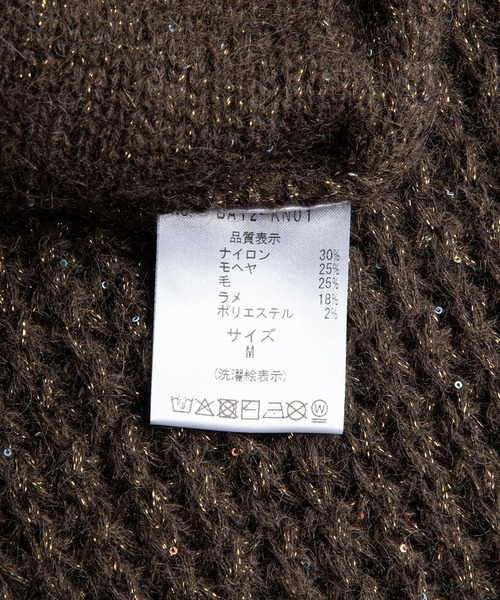 品質表示
ナイロン 30%
モヘヤ 25%
毛 25%
ラメ 18%
ポリエステル 2%
サイズ
M
(洗濯絵表示)
W